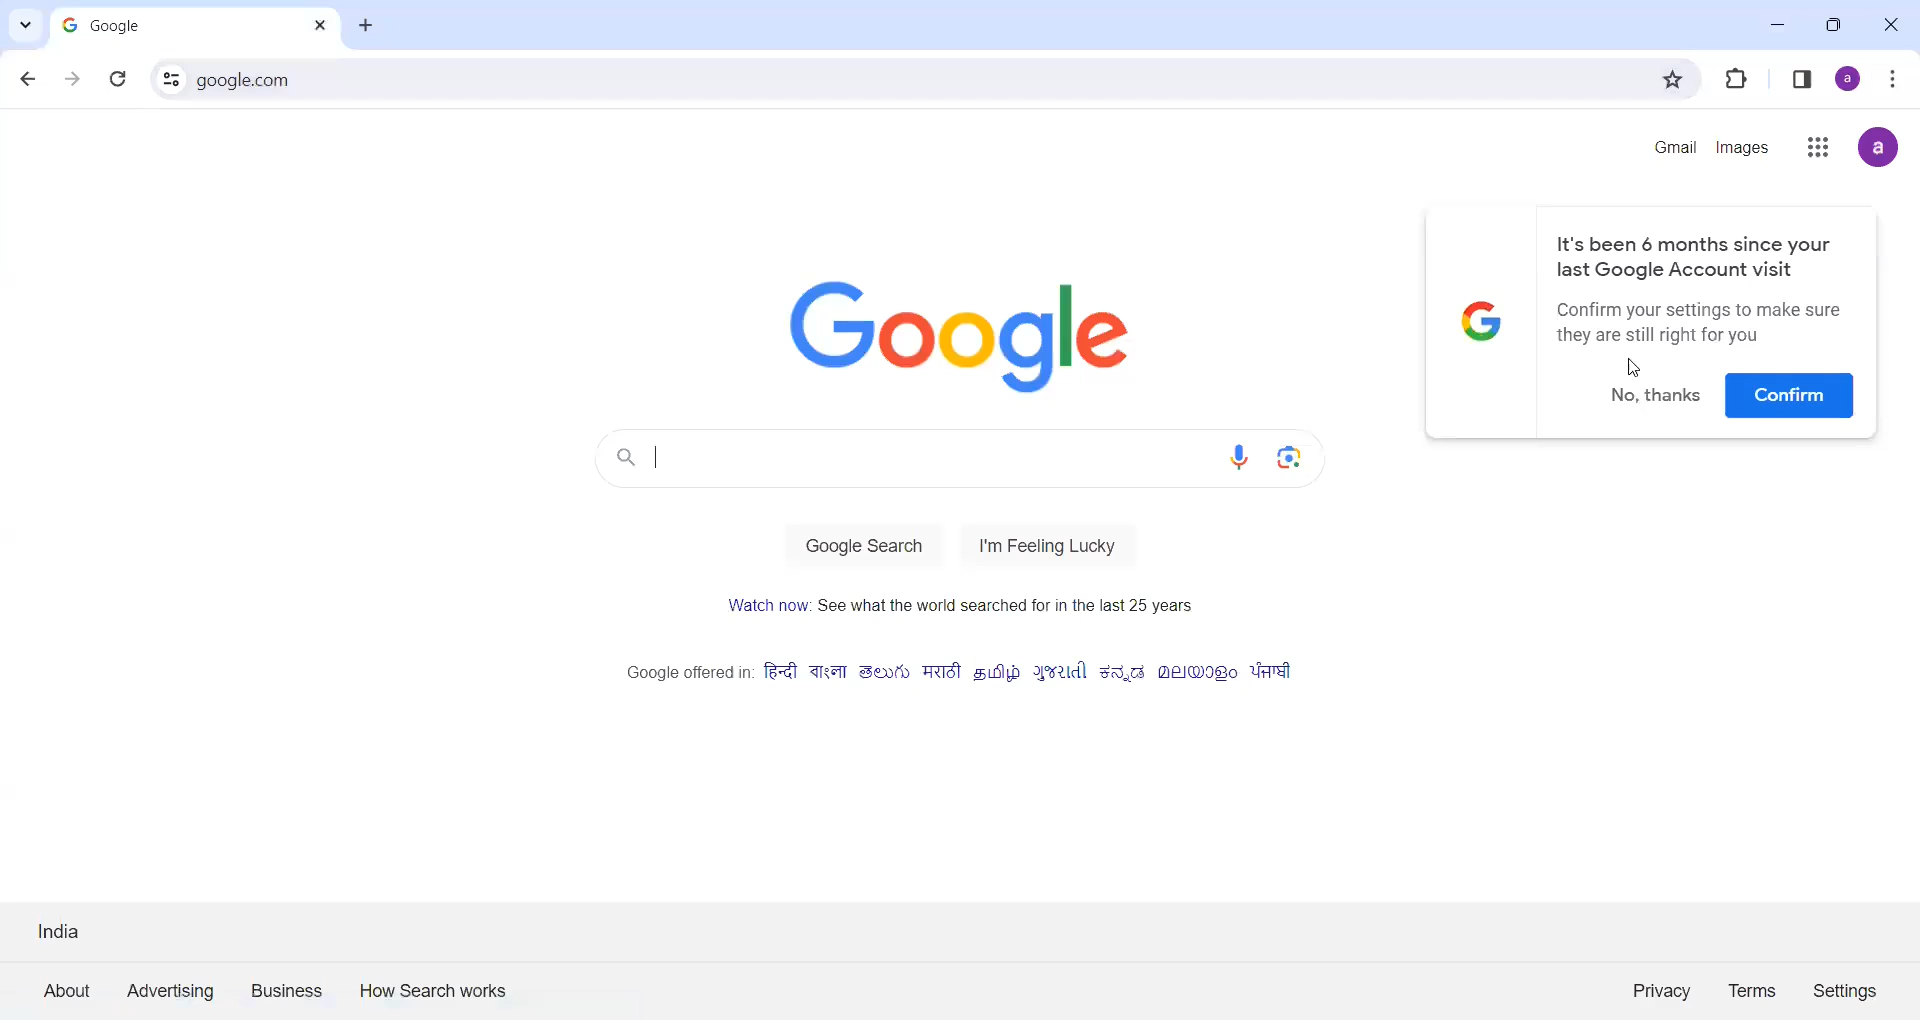 Google
google.com
a
Gmail Images
a
It's been 6 months since your
last Google Account visit
Confirm your settings to make sure
they are still right for you
No, thanks Confirm
Google
Google Search I'm Feeling Lucky
Watch now: See what the world searched for in the last 25 years
Google offered in: हिन्दी বাংলা తెలుగు मराठी தமிழ் ગુજરાતી ಕನ್ನಡ മലയാളം ਪੰਜਾਬੀ
India
About Advertising Business How Search works Privacy Terms Settings